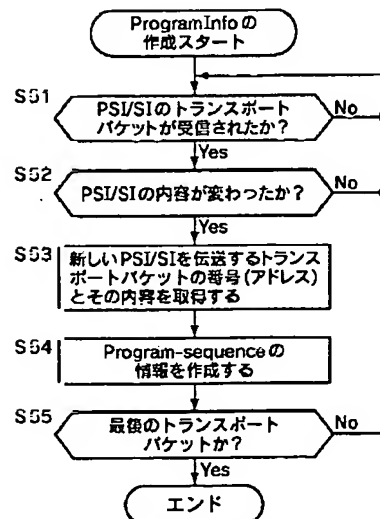 ProgramInfoの
作成スタート
S91
PSI/SIのトランスポート
パケットが受信されたか?
No
Yes
S92
PSI/SIの内容が変わったか?
No
Yes
S93
新しいPSI/SIを伝送するトランス
ポートパケットの番号(アドレス)
とその内容を取得する
S94
Program-sequenceの
情報を作成する
S95
最後のトランスポート
パケットか?
No
Yes
エンド